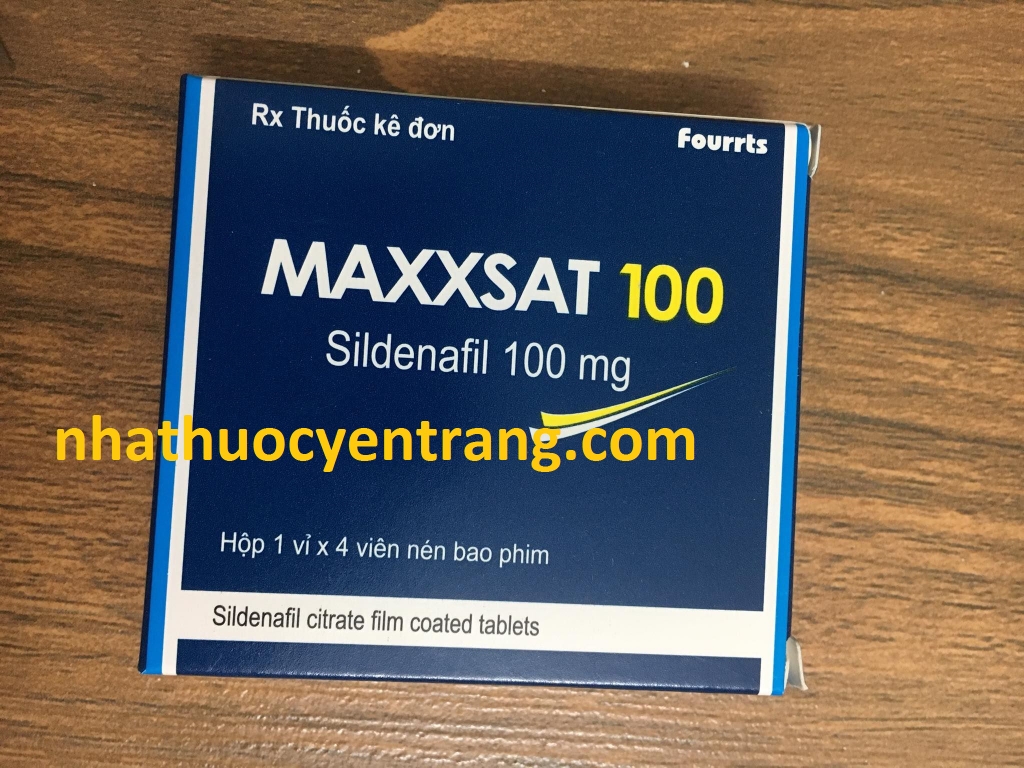 Rx Thuốc kê đơn
Fourrts
MAXXSAT 100
Sildenafil 100 mg
nhathuocyentrang.com
Hộp 1 vỉ x 4 viên nén bao phim
Sildenafil citrate film coated tablets